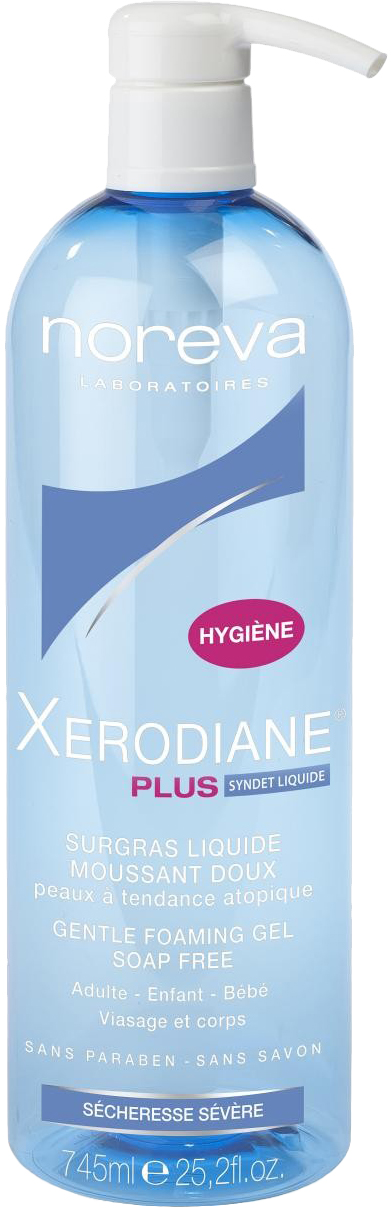 noreva
LABORATOIRES
HYGIÈNE
XERODIANE®
PLUS SYNDET LIQUIDE
SURGRAS LIQUIDE
MOUSSANT DOUX
peaux à tendance atopique
GENTLE FOAMING GEL
SOAP FREE
Adulte - Enfant - Bébé
Viasage et corps
SANS PARABEN - SANS SAVON
SÉCHERESSE SÉVÈRE
745ml ℮ 25,2fl.oz.